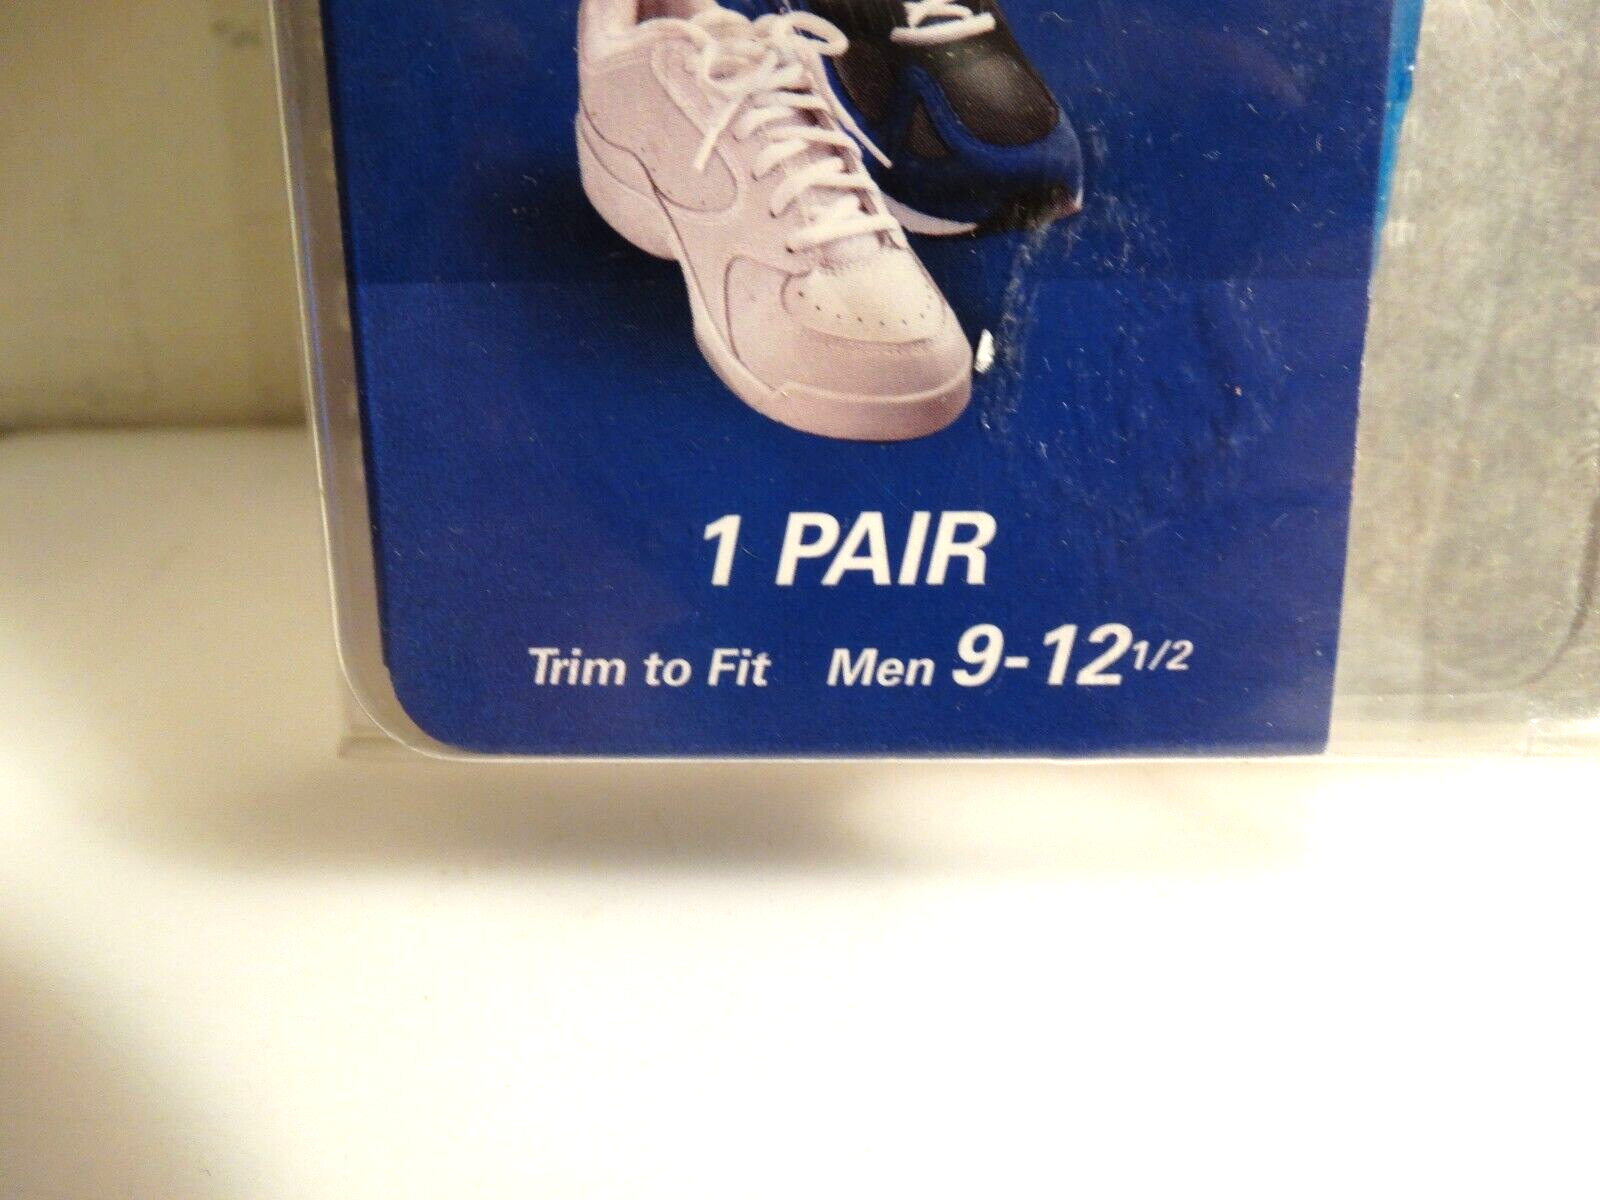 1 PAIR
Trim to Fit Men 9-12 1/2